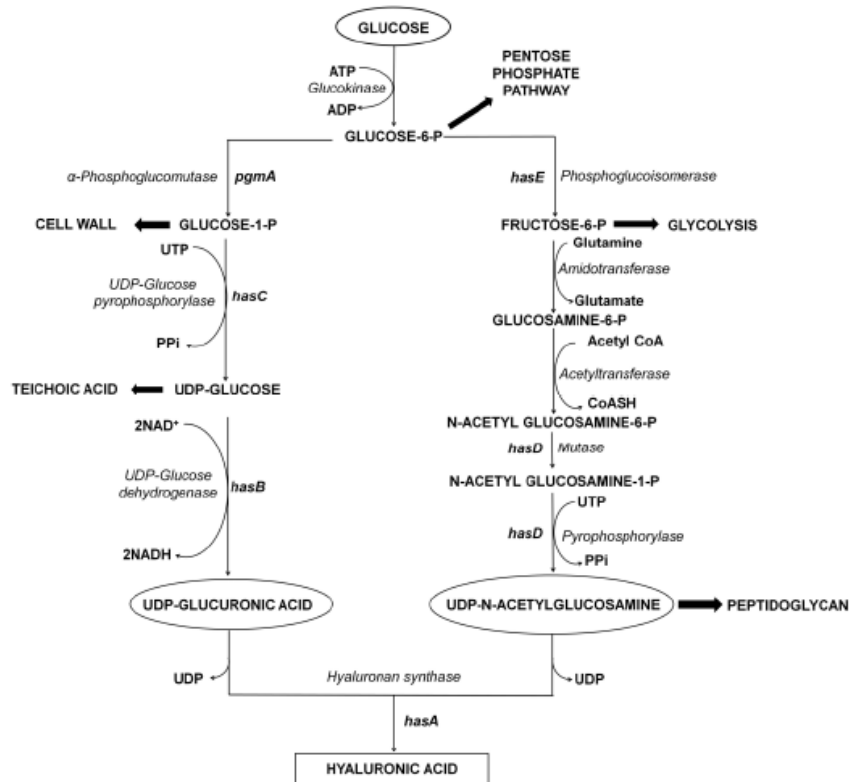 GLUCOSE
ATP
Glucokinase
ADP
PENTOSE
PHOSPHATE
PATHWAY
GLUCOSE-6-P
α-Phosphoglucomutase pgmA
hasE Phosphoglucoisomerase
CELL WALL
GLUCOSE-1-P
FRUCTOSE-6-P
GLYCOLYSIS
UTP
UDP-Glucose
pyrophosphorylase
hasC
PPi
Glutamine
Amidotransferase
Glutamate
GLUCOSAMINE-6-P
Acetyl CoA
Acetyltransferase
CoASH
TEICHOIC ACID
UDP-GLUCOSE
N-ACETYL GLUCOSAMINE-6-P
2NAD⁺
UDP-Glucose
dehydrogenase
hasB
2NADH
hasD Mutase
N-ACETYL GLUCOSAMINE-1-P
UTP
hasD Pyrophosphorylase
PPi
UDP-GLUCURONIC ACID
UDP-N-ACETYLGLUCOSAMINE
PEPTIDOGLYCAN
UDP
Hyaluronan synthase
UDP
hasA
HYALURONIC ACID